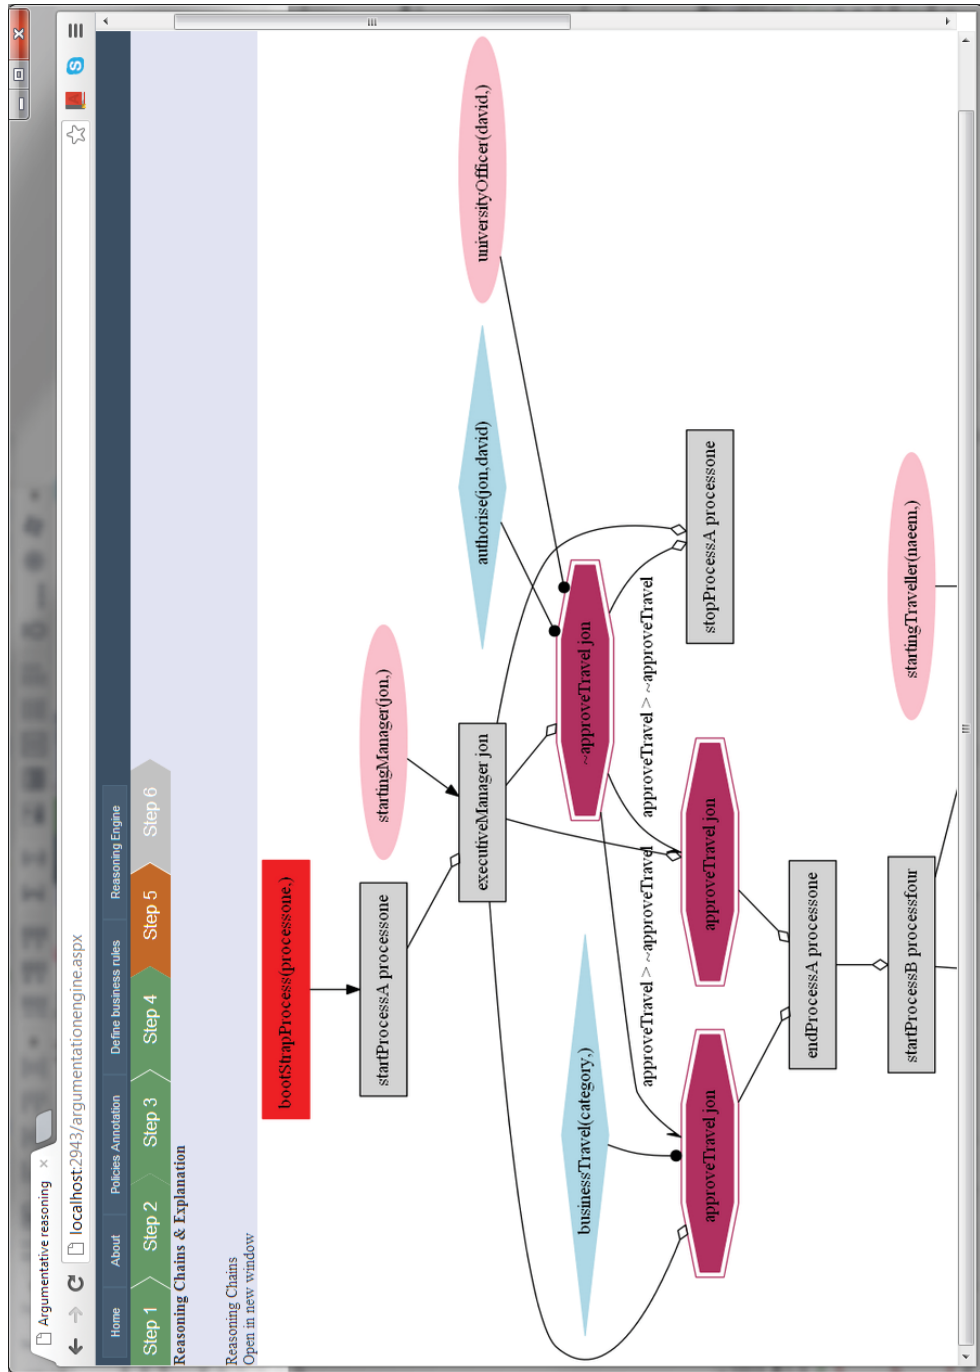 Argumentative reasoning
localhost:2943/argumentationengine.aspx
Home About Policies Annotation Define business rules Reasoning Engine
Step 1 Step 2 Step 3 Step 4 Step 5 Step 6
Reasoning Chains & Explanation
Reasoning Chains
Open in new window
bootStrapProcess(processone,)
startProcessA processone
startingManager(jon,)
executiveManager jon
authorise(jon,david)
universityOfficer(david,)
businessTravel(category,)
~approveTravel jon
approveTravel > ~approveTravel
approveTravel > ~approveTravel
approveTravel jon
approveTravel jon
stopProcessA processone
endProcessA processone
startProcessB processfour
startingTraveller(naeem,)